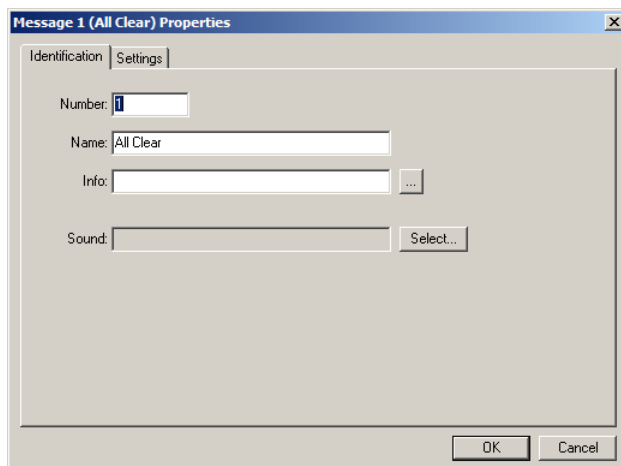 Message 1 (All Clear) Properties
Identification Settings
Number: 1
Name: All Clear
Info: ...
Sound: Select...
OK Cancel